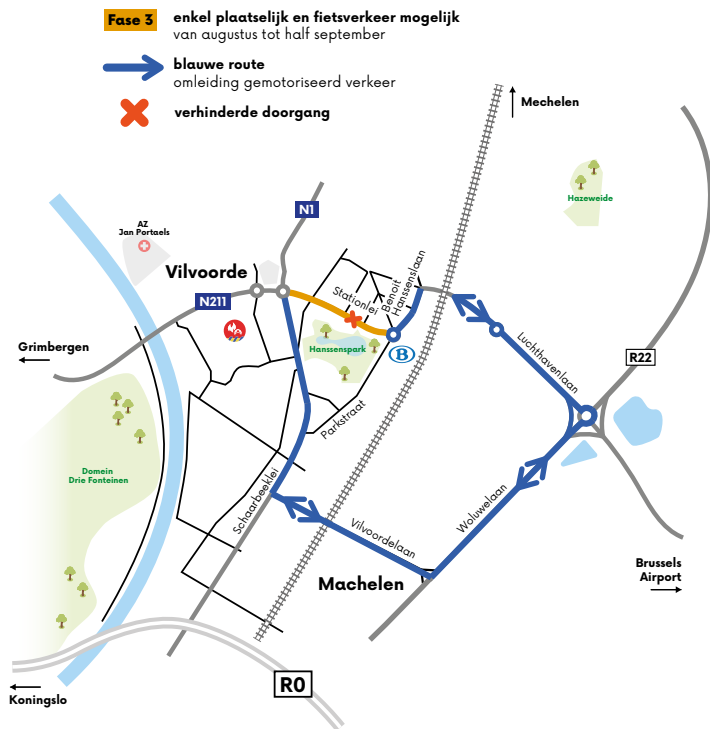 Fase 3
enkel plaatselijk en fietsverkeer mogelijk
van augustus tot half september
blauwe route
omleiding gemotoriseerd verkeer
verhinderde doorgang
Mechelen
Hazeweide
N1
AZ
Jan Portaels
Vilvoorde
N211
Stationlei
Benoit
Hanssenslaan
Grimbergen
Hanssenspark
B
Luchthavenlaan
R22
Parkstraat
Domein
Drie Fonteinen
Schaarbeeklei
Woluwelaan
Vilvoordelaan
Machelen
Brussels
Airport
R0
Koningslo